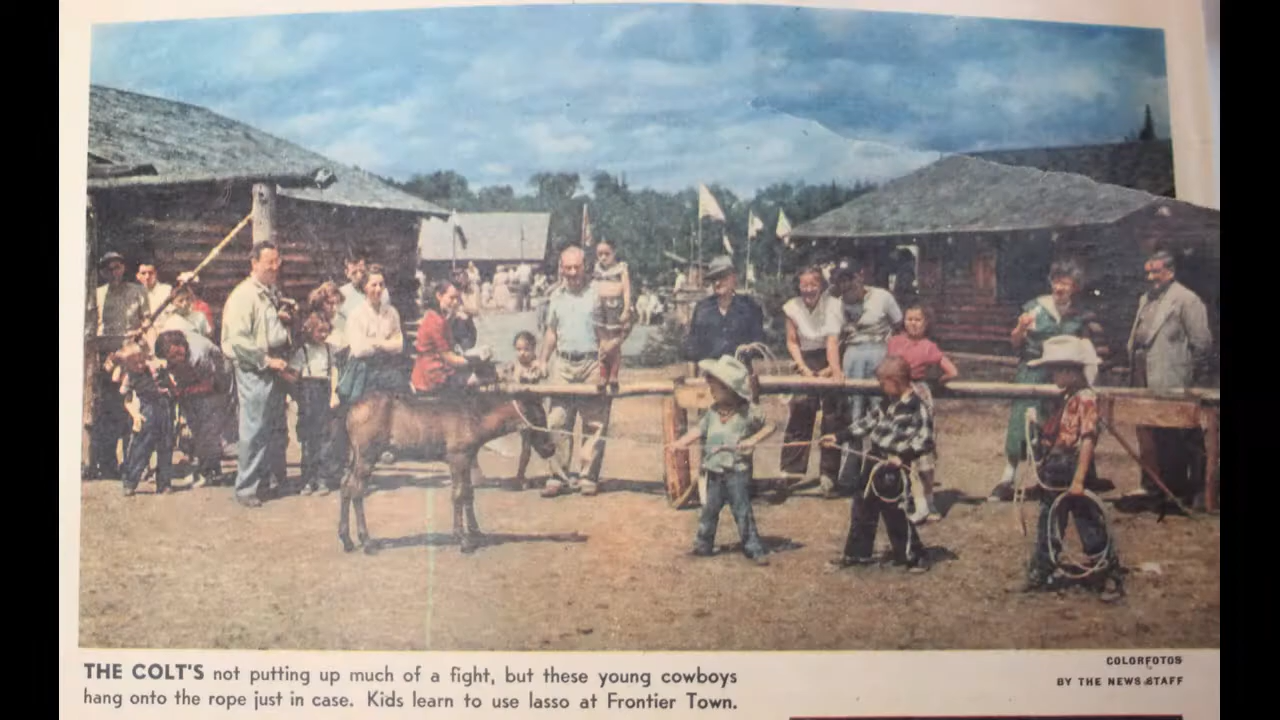 THE COLT'S not putting up much of a fight, but these young cowboys
hang onto the rope just in case. Kids learn to use lasso at Frontier Town.
COLORFOTOS
BY THE NEWS STAFF